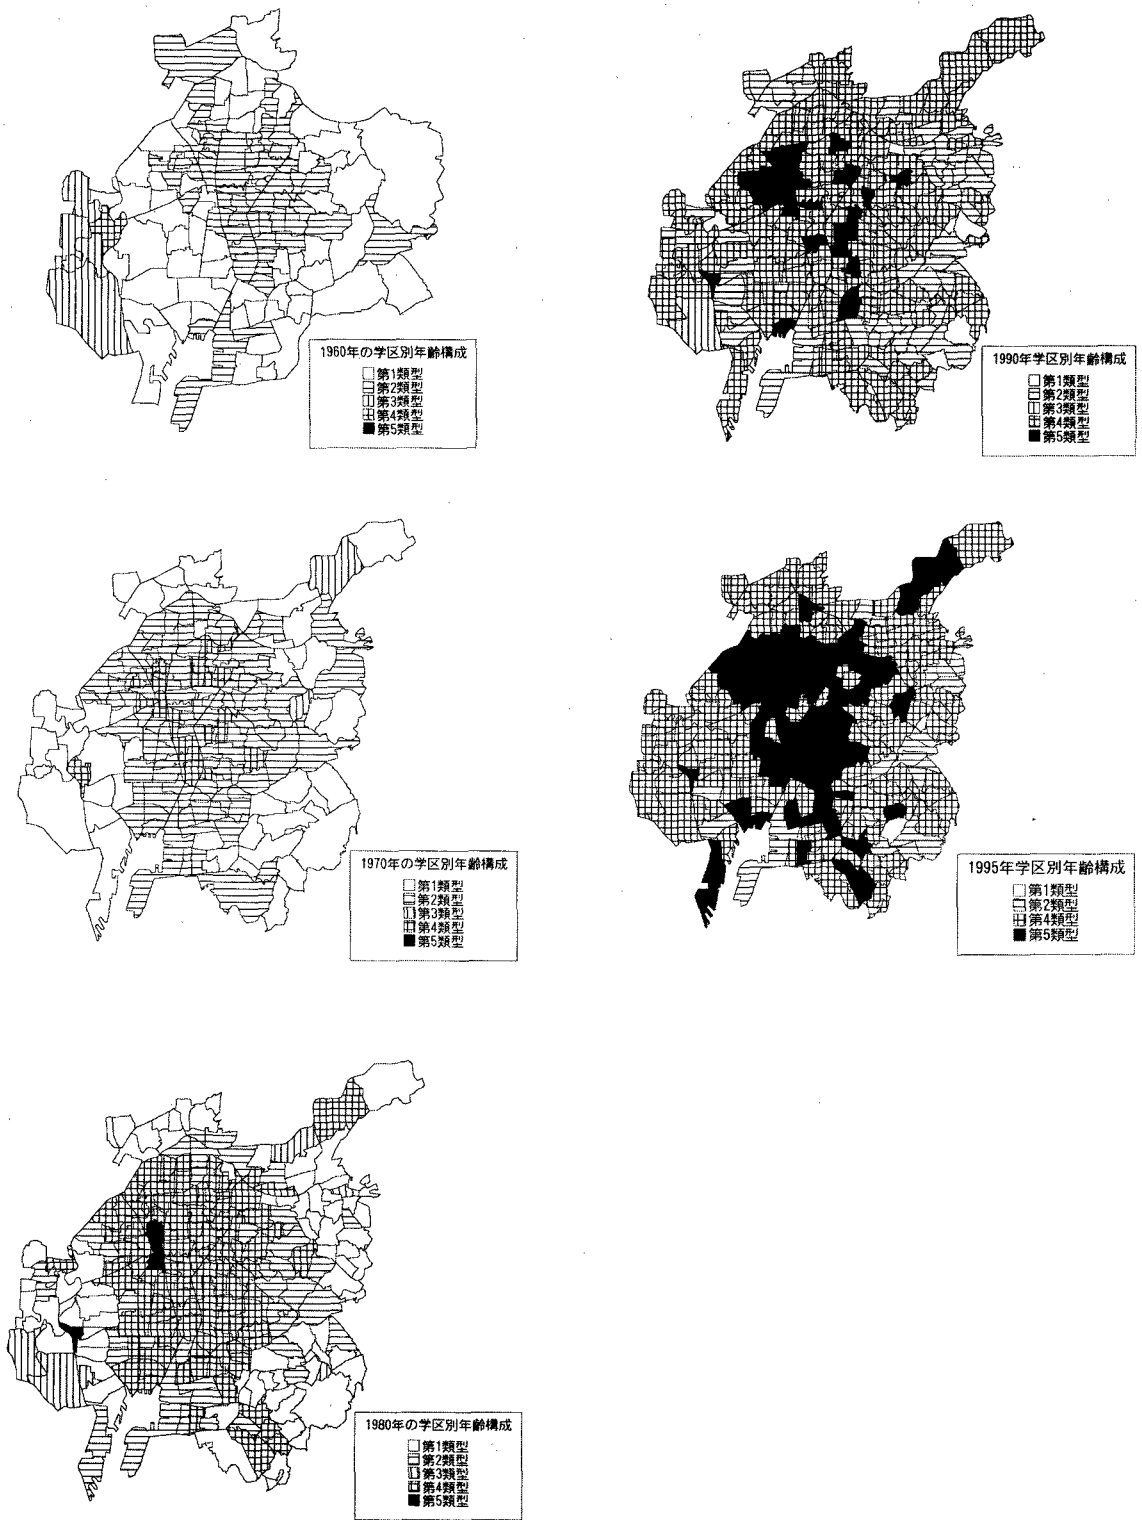 1960年の学区別年齢構成
第1類型
第2類型
第3類型
第4類型
第5類型
1990年学区別年齢構成
第1類型
第2類型
第3類型
第4類型
第5類型
1970年の学区別年齢構成
第1類型
第2類型
第3類型
第4類型
第5類型
1995年学区別年齢構成
第1類型
第2類型
第4類型
第5類型
1980年の学区別年齢構成
第1類型
第2類型
第3類型
第4類型
第5類型